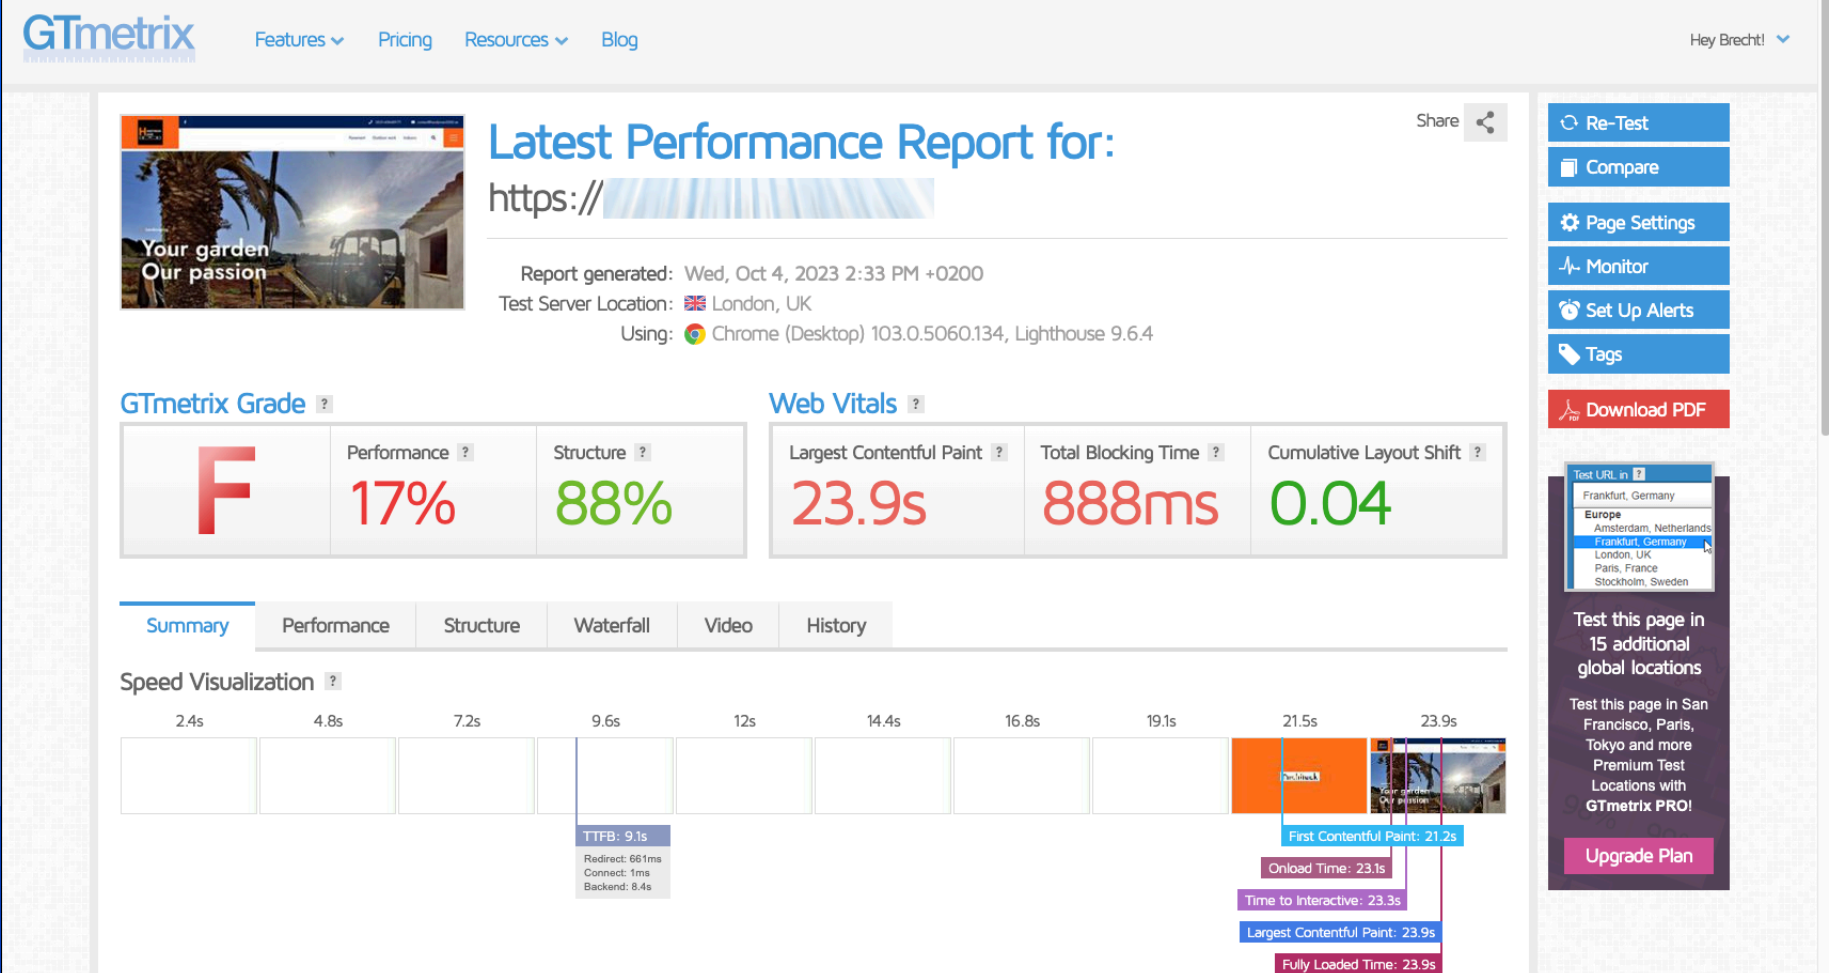 GTmetrix
Features
Pricing
Resources
Blog
Hey Brecht!
Your garden
Our passion
Latest Performance Report for:
https://
Share
Report generated: Wed, Oct 4, 2023 2:33 PM +0200
Test Server Location: London, UK
Using: Chrome (Desktop) 103.0.5060.134, Lighthouse 9.6.4
Re-Test
Compare
Page Settings
Monitor
Set Up Alerts
Tags
PDF Download PDF
GTmetrix Grade ?
F
Performance ?
17%
Structure ?
88%
Web Vitals ?
Largest Contentful Paint ?
23.9s
Total Blocking Time ?
888ms
Cumulative Layout Shift ?
0.04
Summary
Performance
Structure
Waterfall
Video
History
Speed Visualization ?
2.4s
4.8s
7.2s
9.6s
12s
14.4s
16.8s
19.1s
21.5s
23.9s
Your garden
Our passion
TTFB: 9.1s
Redirect: 661ms
Connect: 1ms
Backend: 8.4s
First Contentful Paint: 21.2s
Onload Time: 23.1s
Time to Interactive: 23.3s
Largest Contentful Paint: 23.9s
Fully Loaded Time: 23.9s
Test URL in ?
Frankfurt, Germany
Europe
Amsterdam, Netherlands
Frankfurt, Germany
London, UK
Paris, France
Stockholm, Sweden
Test this page in
15 additional
global locations
Test this page in San
Francisco, Paris,
Tokyo and more
Premium Test
Locations with
GTmetrix PRO!
Upgrade Plan